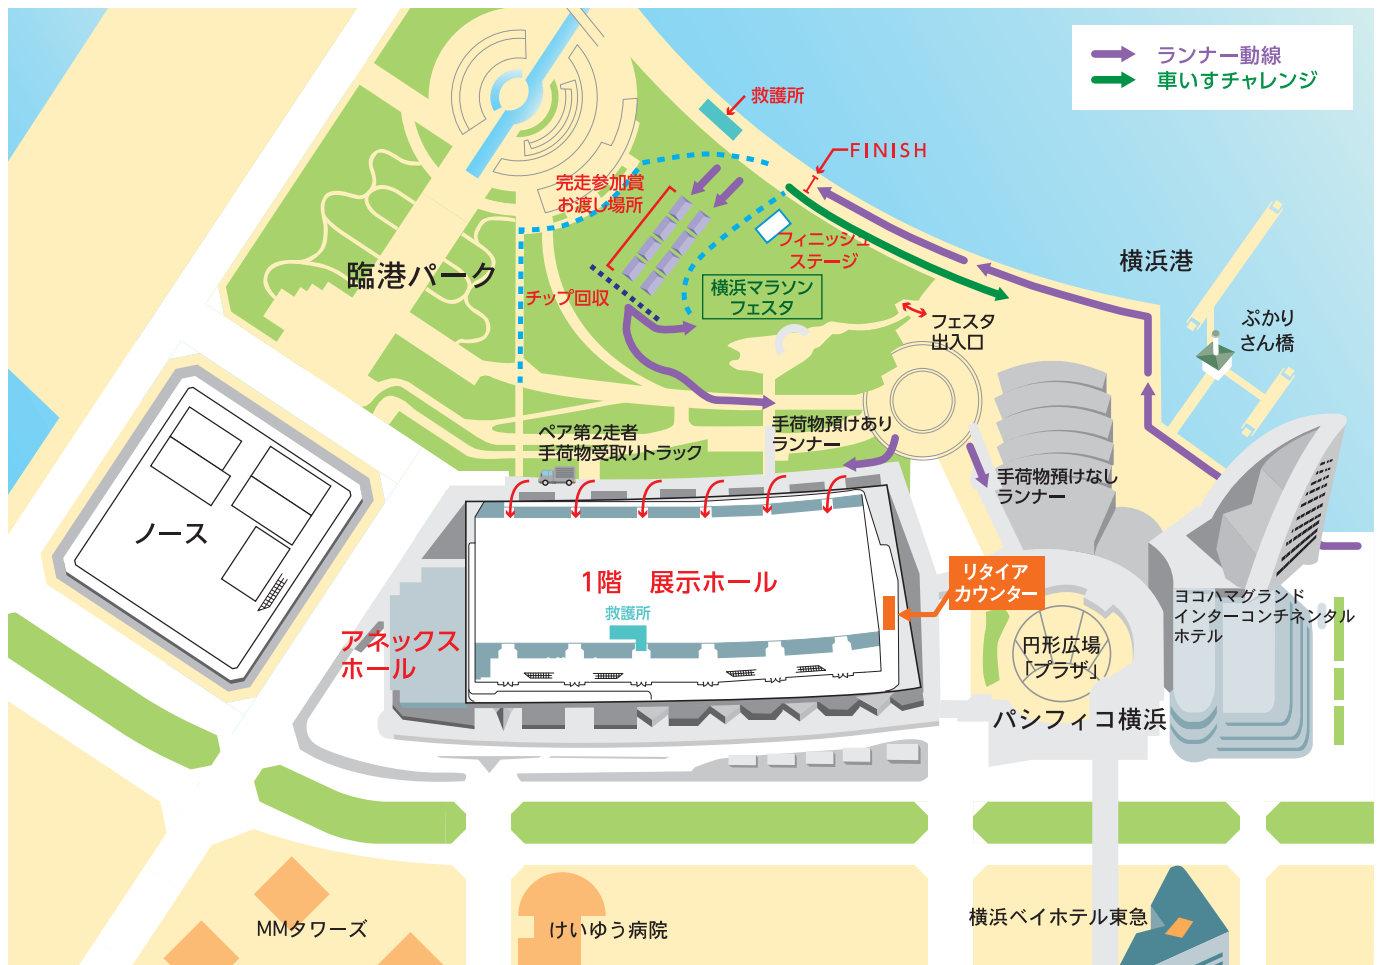 ランナー動線
車いすチャレンジ
救護所
FINISH
完走参加賞
お渡し場所
フィニッシュ
ステージ
臨港パーク
チップ回収
横浜マラソン
フェスタ
横浜港
フェスタ
出入口
ぷかり
さん橋
ペア第2走者
手荷物受取りトラック
手荷物預けあり
ランナー
手荷物預けなし
ランナー
ノース
1階 展示ホール
救護所
リタイア
カウンター
アネックス
ホール
ヨコハマグランド
インターコンチネンタル
ホテル
円形広場
「プラザ」
パシフィコ横浜
MMタワーズ
けいゆう病院
横浜ベイホテル東急